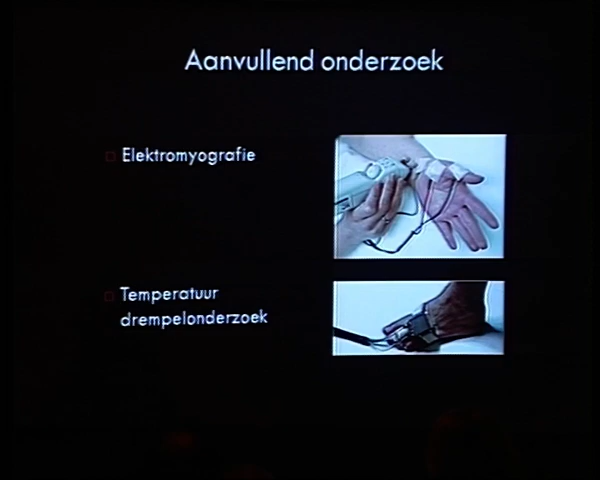 Aanvullend onderzoek
Elektromyografie
Temperatuur
drempelonderzoek